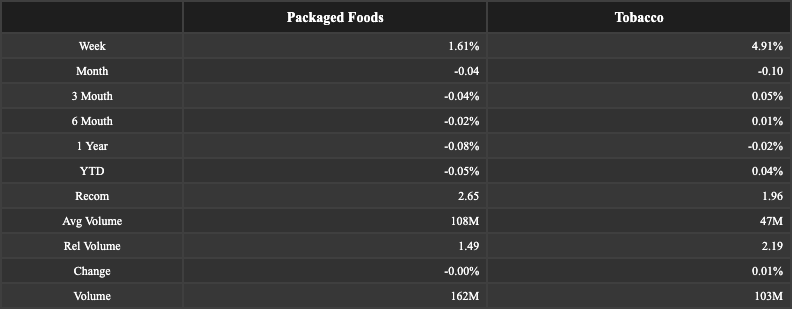 Packaged Foods Tobacco
Week 1.61% 4.91%
Month -0.04 -0.10
3 Mouth -0.04% 0.05%
6 Mouth -0.02% 0.01%
1 Year -0.08% -0.02%
YTD -0.05% 0.04%
Recom 2.65 1.96
Avg Volume 108M 47M
Rel Volume 1.49 2.19
Change -0.00% 0.01%
Volume 162M 103M